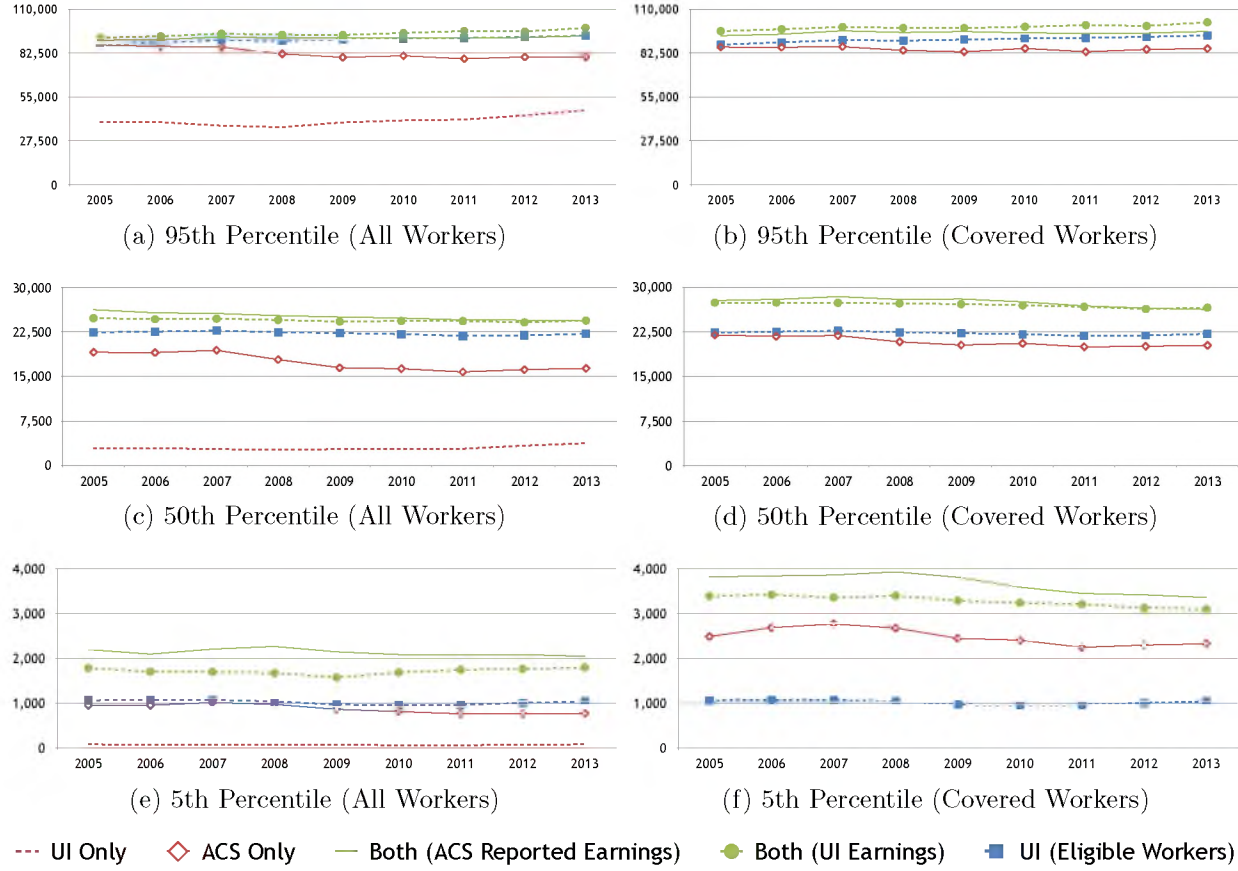 110,000
82,500
55,000
27,500
0
2005 2006 2007 2008 2009 2010 2011 2012 2013
(a) 95th Percentile (All Workers)
110,000
82,500
55,000
27,500
0
2005 2006 2007 2008 2009 2010 2011 2012 2013
(b) 95th Percentile (Covered Workers)
30,000
22,500
15,000
7,500
0
2005 2006 2007 2008 2009 2010 2011 2012 2013
(c) 50th Percentile (All Workers)
30,000
22,500
15,000
7,500
0
2005 2006 2007 2008 2009 2010 2011 2012 2013
(d) 50th Percentile (Covered Workers)
4,000
3,000
2,000
1,000
0
2005 2006 2007 2008 2009 2010 2011 2012 2013
(e) 5th Percentile (All Workers)
4,000
3,000
2,000
1,000
0
2005 2006 2007 2008 2009 2010 2011 2012 2013
(f) 5th Percentile (Covered Workers)
UI Only ACS Only Both (ACS Reported Earnings) Both (UI Earnings) UI (Eligible Workers)